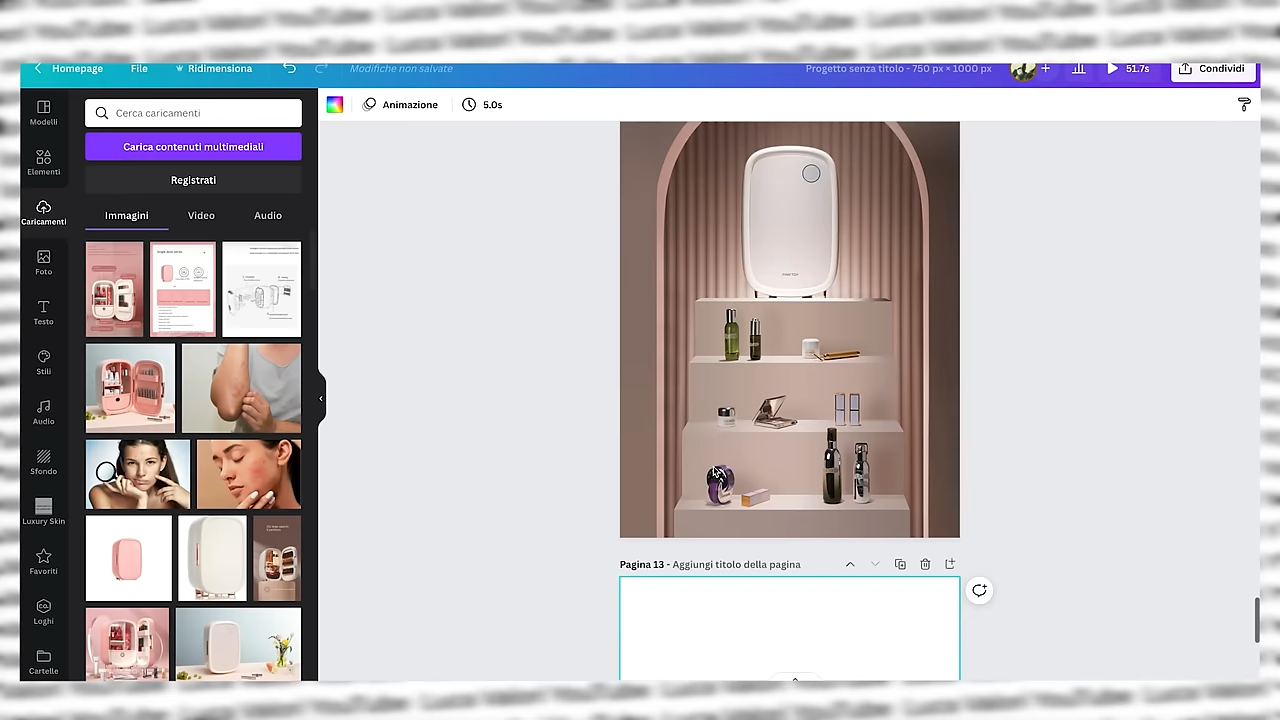 Homepage
File
Ridimensiona
Modifiche non salvate
Progetto senza titolo - 750 px × 1000 px
51.7s
Condividi
Animazione
5.0s
Modelli
Elementi
Caricamenti
Foto
Testo
Stili
Audio
Sfondo
Luxury Skin
Favoriti
co.
Loghi
Cartelle
Cerca caricamenti
Carica contenuti multimediali
Registrati
Immagini
Video
Audio
Pagina 13 - Aggiungi titolo della pagina